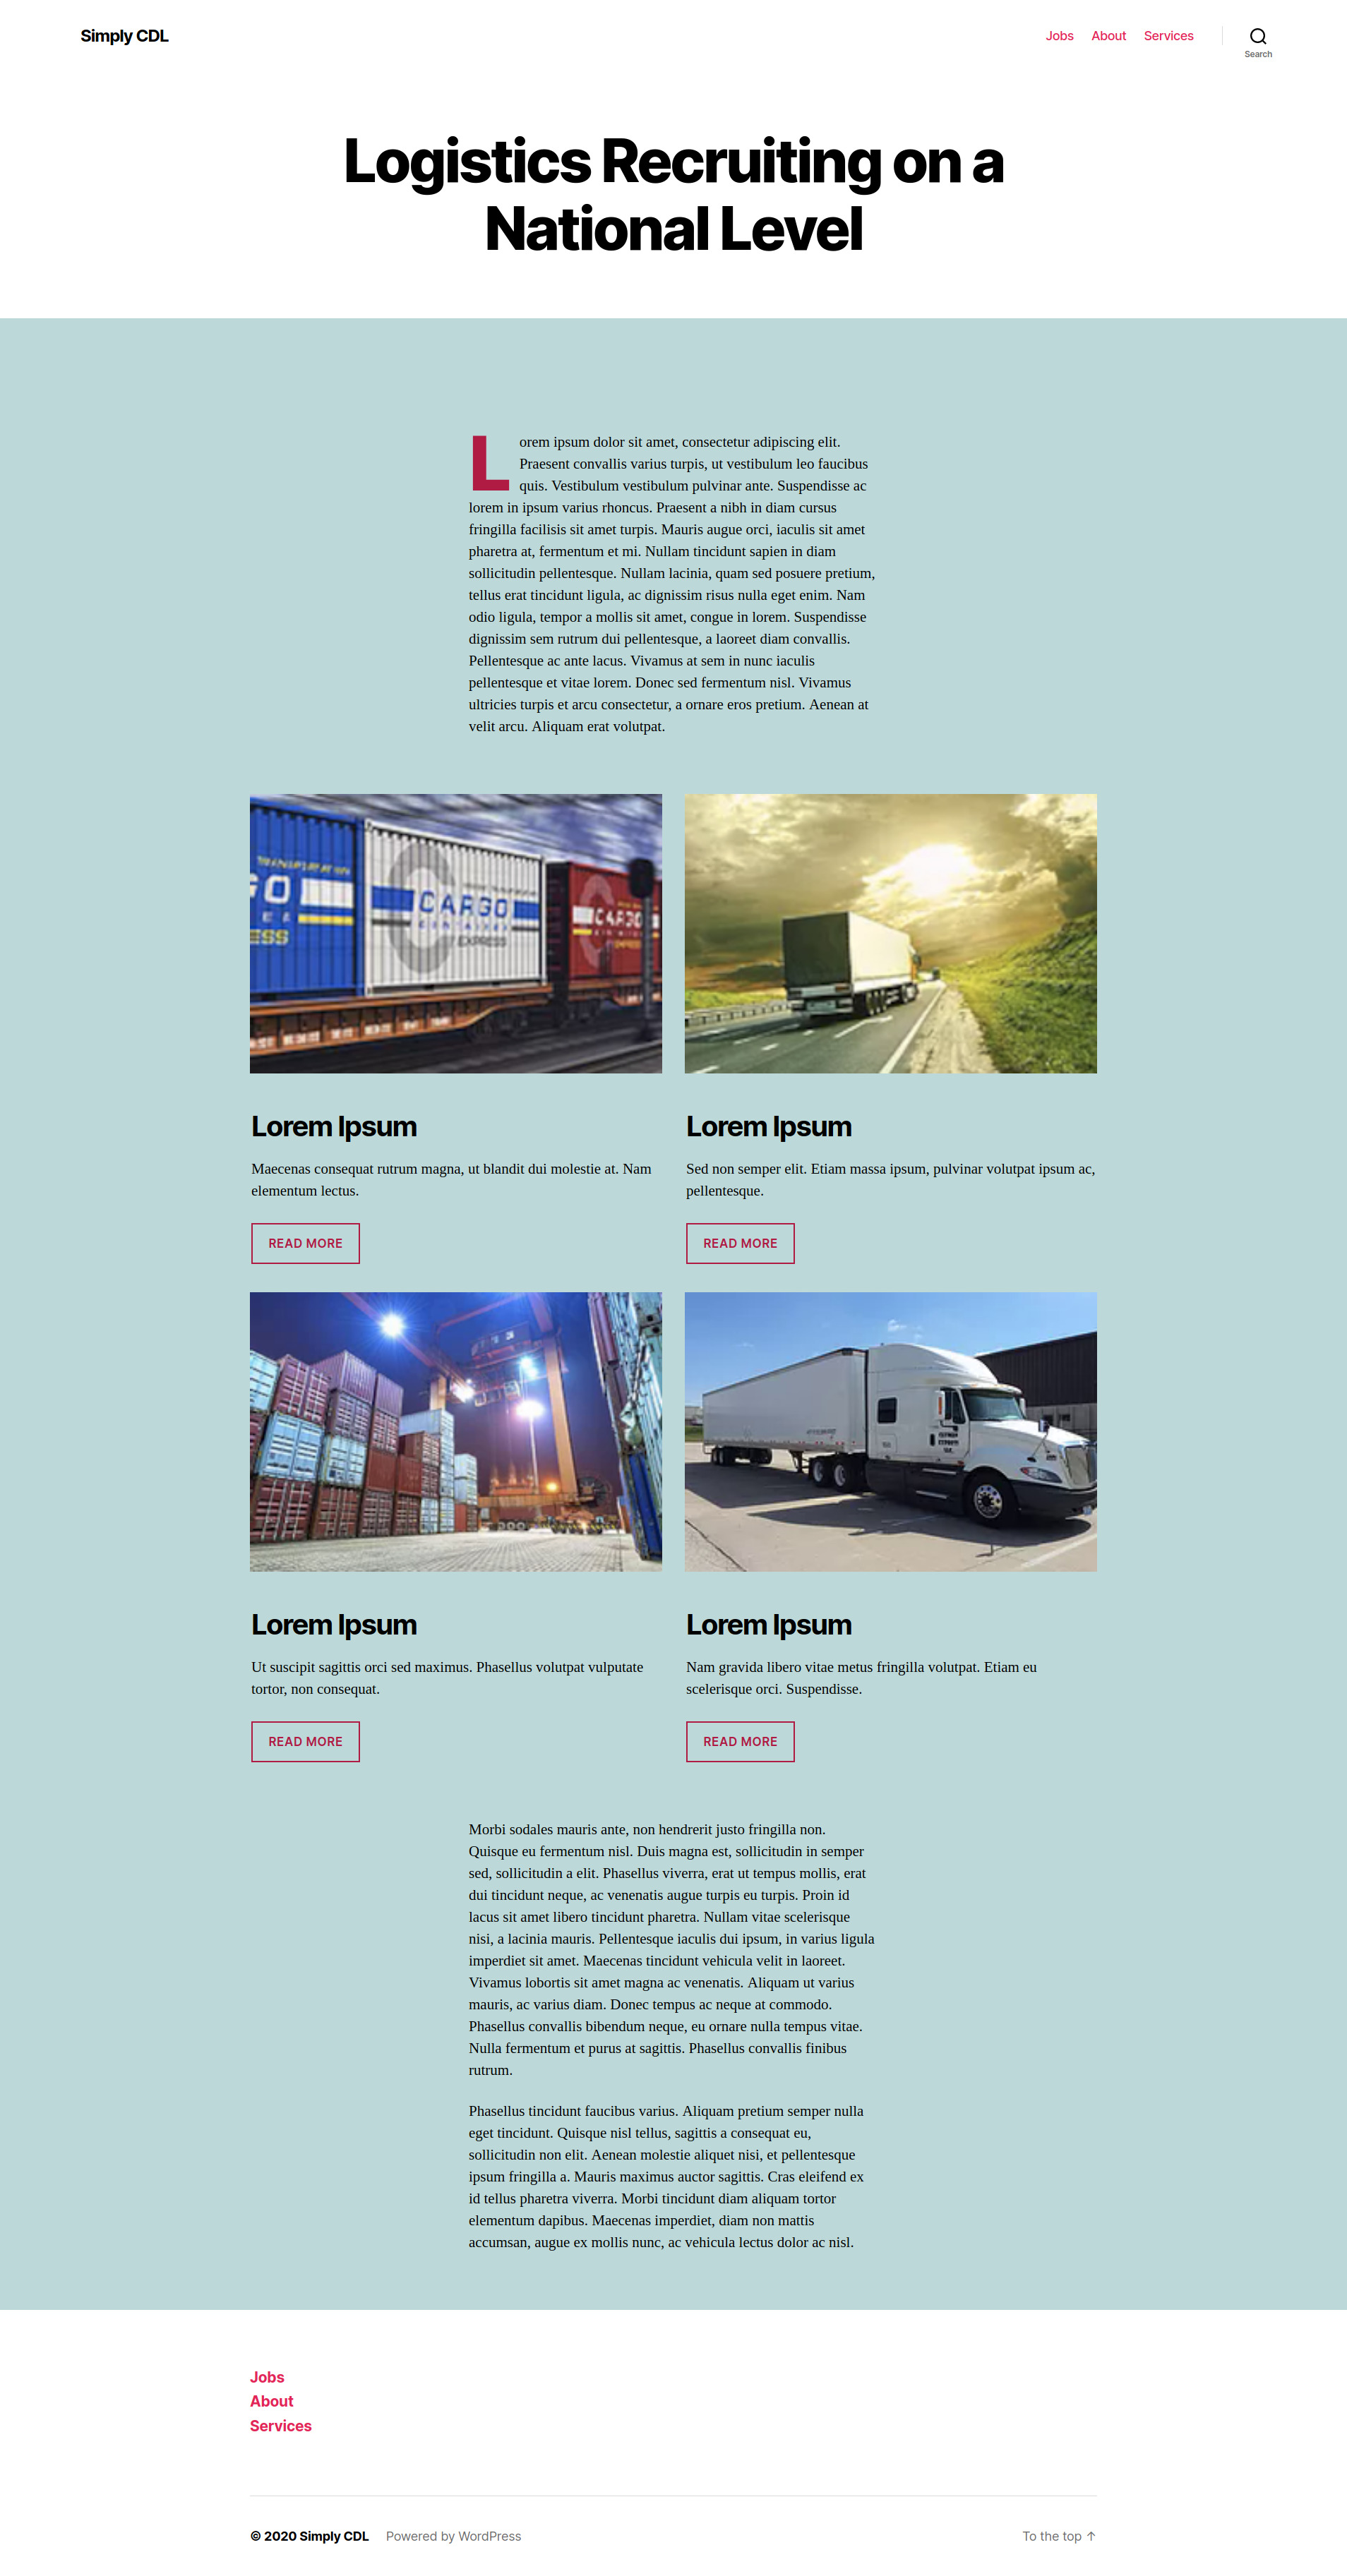 Simply CDL
Jobs About Services
Search
Logistics Recruiting on a
National Level
Lorem ipsum dolor sit amet, consectetur adipiscing elit.
Praesent convallis varius turpis, ut vestibulum leo faucibus
quis. Vestibulum vestibulum pulvinar ante. Suspendisse ac
lorem in ipsum varius rhoncus. Praesent a nibh in diam cursus
fringilla facilisis sit amet turpis. Mauris augue orci, iaculis sit amet
pharetra at, fermentum et mi. Nullam tincidunt sapien in diam
sollicitudin pellentesque. Nullam lacinia, quam sed posuere pretium,
tellus erat tincidunt ligula, ac dignissim risus nulla eget enim. Nam
odio ligula, tempor a mollis sit amet, congue in lorem. Suspendisse
dignissim sem rutrum dui pellentesque, a laoreet diam convallis.
Pellentesque ac ante lacus. Vivamus at sem in nunc iaculis
pellentesque et vitae lorem. Donec sed fermentum nisl. Vivamus
ultricies turpis et arcu consectetur, a ornare eros pretium. Aenean at
velit arcu. Aliquam erat volutpat.
GO
ESS
CARGO
EXPRESS
CARGO
Lorem Ipsum
Maecenas consequat rutrum magna, ut blandit dui molestie at. Nam
elementum lectus.
READ MORE
Lorem Ipsum
Sed non semper elit. Etiam massa ipsum, pulvinar volutpat ipsum ac,
pellentesque.
READ MORE
Lorem Ipsum
Ut suscipit sagittis orci sed maximus. Phasellus volutpat vulputate
tortor, non consequat.
READ MORE
Lorem Ipsum
Nam gravida libero vitae metus fringilla volutpat. Etiam eu
scelerisque orci. Suspendisse.
READ MORE
Morbi sodales mauris ante, non hendrerit justo fringilla non.
Quisque eu fermentum nisl. Duis magna est, sollicitudin in semper
sed, sollicitudin a elit. Phasellus viverra, erat ut tempus mollis, erat
dui tincidunt neque, ac venenatis augue turpis eu turpis. Proin id
lacus sit amet libero tincidunt pharetra. Nullam vitae scelerisque
nisi, a lacinia mauris. Pellentesque iaculis dui ipsum, in varius ligula
imperdiet sit amet. Maecenas tincidunt vehicula velit in laoreet.
Vivamus lobortis sit amet magna ac venenatis. Aliquam ut varius
mauris, ac varius diam. Donec tempus ac neque at commodo.
Phasellus convallis bibendum neque, eu ornare nulla tempus vitae.
Nulla fermentum et purus at sagittis. Phasellus convallis finibus
rutrum.
Phasellus tincidunt faucibus varius. Aliquam pretium semper nulla
eget tincidunt. Quisque nisl tellus, sagittis a consequat eu,
sollicitudin non elit. Aenean molestie aliquet nisi, et pellentesque
ipsum fringilla a. Mauris maximus auctor sagittis. Cras eleifend ex
id tellus pharetra viverra. Morbi tincidunt diam aliquam tortor
elementum dapibus. Maecenas imperdiet, diam non mattis
accumsan, augue ex mollis nunc, ac vehicula lectus dolor ac nisl.
Jobs
About
Services
© 2020 Simply CDL Powered by WordPress To the top ↑